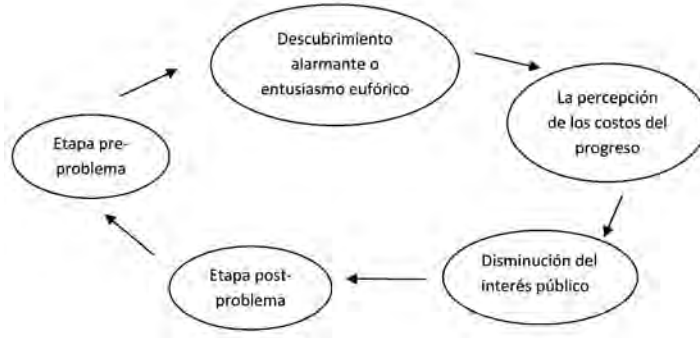 Descubrimiento
alarmante o
entusiasmo eufórico
La percepción
de los costos del
progreso
Disminución del
interés público
Etapa post-
problema
Etapa pre-
problema